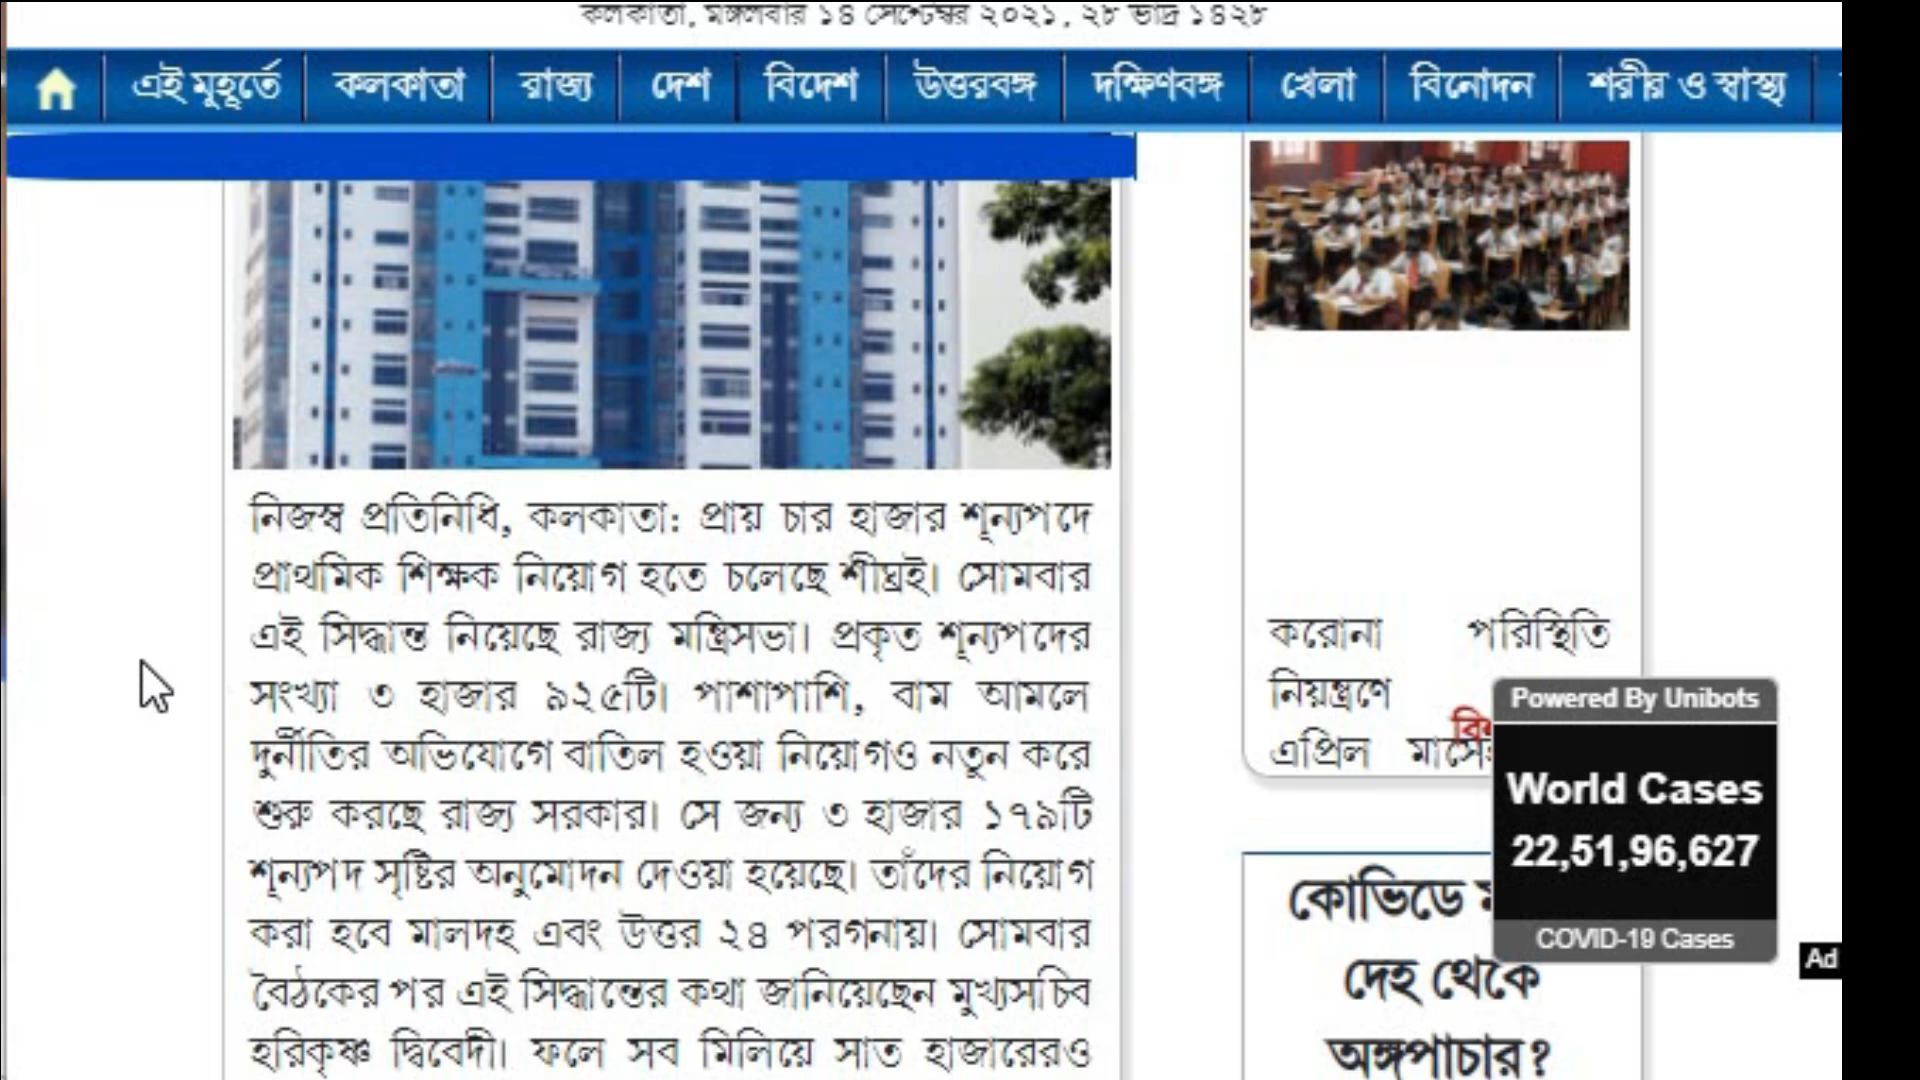 কলকাতা, মঙ্গলবার ১৪ সেপ্টেম্বর ২০২১, ২৮ ভাদ্র ১৪২৮
এই মুহূর্তে কলকাতা রাজ্য দেশ বিদেশ উত্তরবঙ্গ দক্ষিণবঙ্গ খেলা বিনোদন শরীর ও স্বাস্থ্য
নিজস্ব প্রতিনিধি, কলকাতা: প্রায় চার হাজার শূন্যপদে
প্রাথমিক শিক্ষক নিয়োগ হতে চলেছে শীঘ্রই। সোমবার
এই সিদ্ধান্ত নিয়েছে রাজ্য মন্ত্রিসভা। প্রকৃত শূন্যপদের
সংখ্যা ৩ হাজার ৯২৫টি। পাশাপাশি, বাম আমলে
দুর্নীতির অভিযোগে বাতিল হওয়া নিয়োগও নতুন করে
শুরু করছে রাজ্য সরকার। সে জন্য ৩ হাজার ১৭৯টি
শূন্যপদ সৃষ্টির অনুমোদন দেওয়া হয়েছে। তাঁদের নিয়োগ
করা হবে মালদহ এবং উত্তর ২৪ পরগনায়। সোমবার
বৈঠকের পর এই সিদ্ধান্তের কথা জানিয়েছেন মুখ্যসচিব
হরিকৃষ্ণ দ্বিবেদী। ফলে সব মিলিয়ে সাত হাজারেরও
করোনা পরিস্থিতি
নিয়ন্ত্রণে
এপ্রিল
Powered By Unibots
World Cases
22,51,96,627
COVID-19 Cases
Ad
কোভিডে
দেহ থেকে
অঙ্গপাচার?